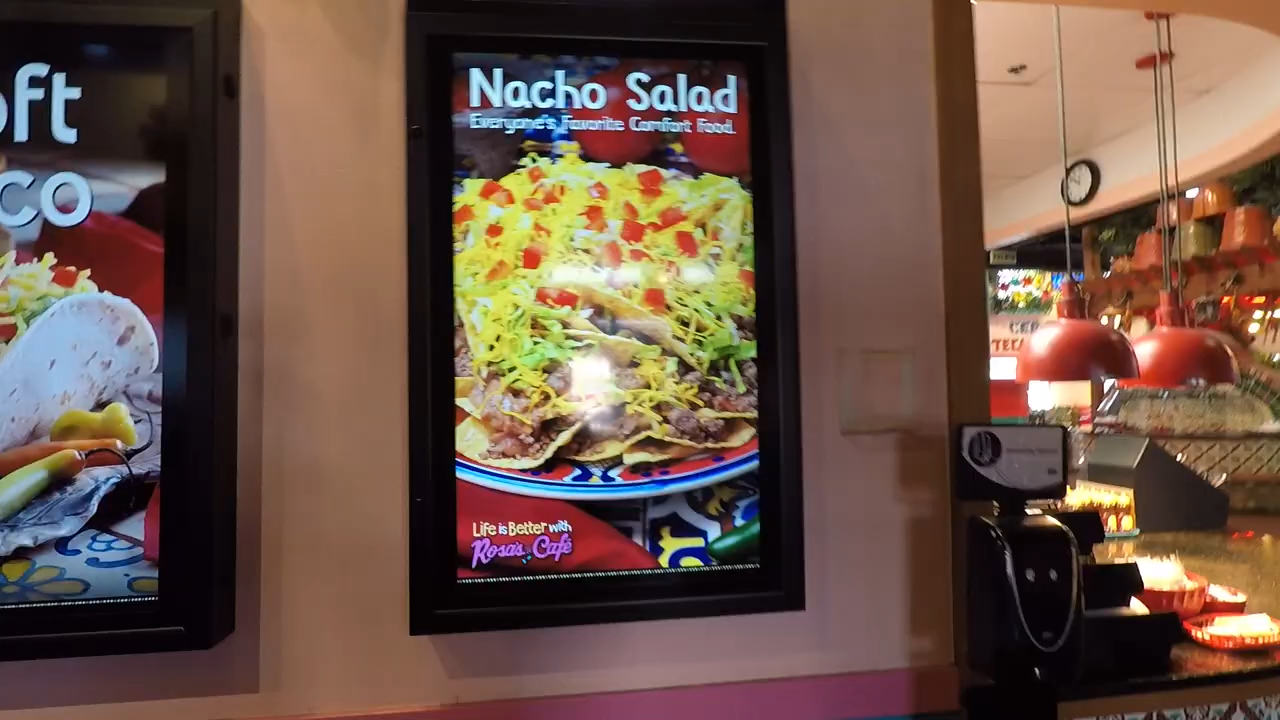 oft
co
Nacho Salad
Everyone's Favorite Comfort Food.
Life is Better with
Rosa's Café